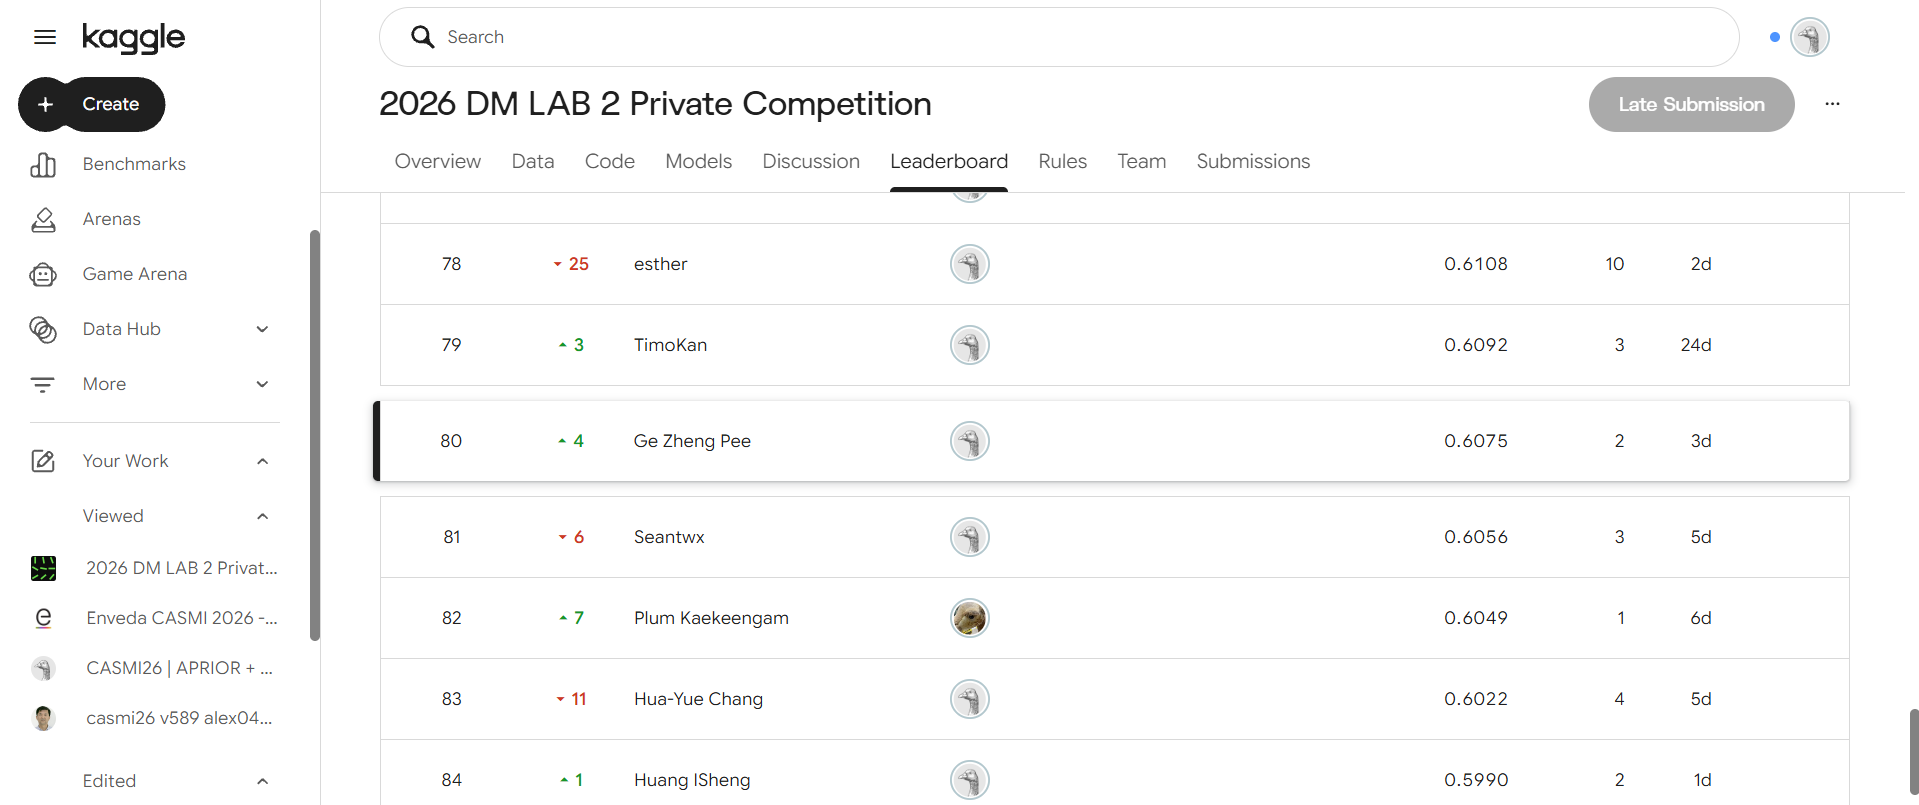 kaggle
Search
Create
2026 DM LAB 2 Private Competition
Late Submission
Overview Data Code Models Discussion Leaderboard Rules Team Submissions
Benchmarks
Arenas
Game Arena
Data Hub
More
Your Work
Viewed
2026 DM LAB 2 Privat...
Enveda CASMI 2026 -...
CASMI26 | APRIOR + ...
casmi26 v589 alex04...
Edited
78 25 esther 0.6108 10 2d
79 3 TimoKan 0.6092 3 24d
80 4 Ge Zheng Pee 0.6075 2 3d
81 6 Seantwx 0.6056 3 5d
82 7 Plum Kaekeengam 0.6049 1 6d
83 11 Hua-Yue Chang 0.6022 4 5d
84 1 Huang ISheng 0.5990 2 1d